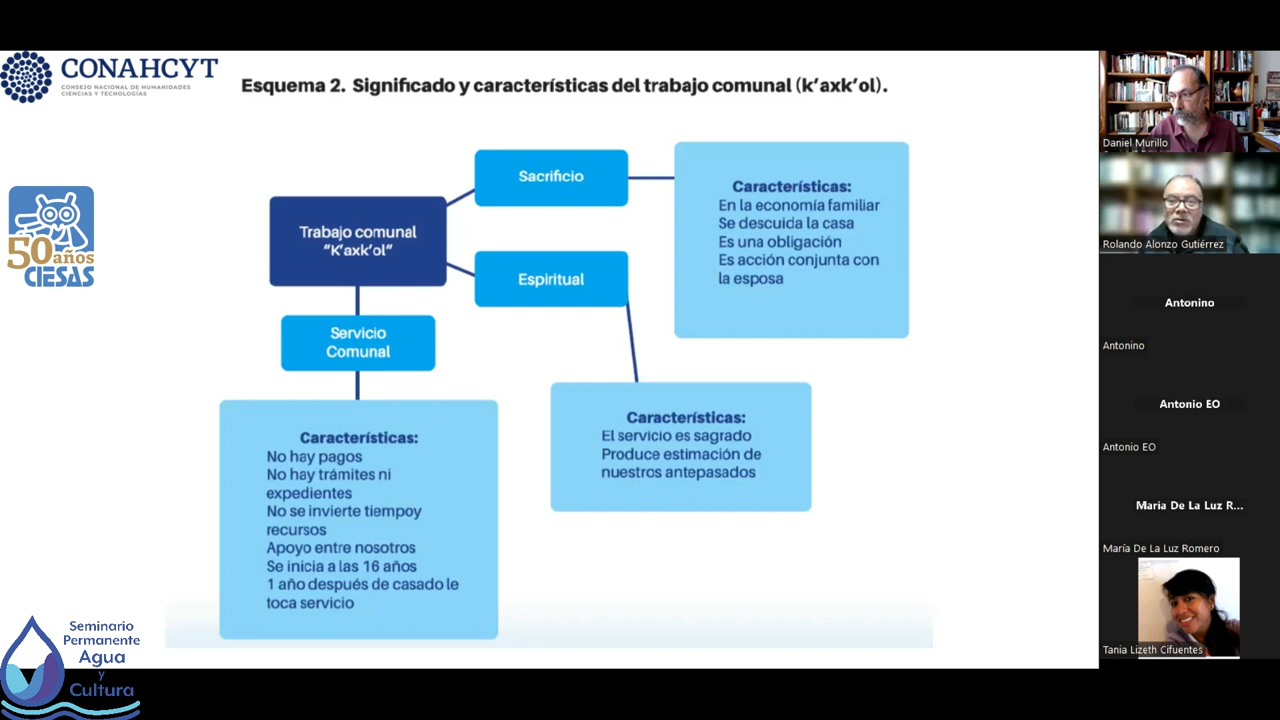 CONAHCYT
CONSEJO NACIONAL DE HUMANIDADES
CIENCIAS Y TECNOLOGÍAS
Esquema 2. Significado y características del trabajo comunal (k’axk’ol).
50 años
CIESAS
Trabajo comunal
“K’axk’ol”
Sacrificio
Características:
En la economía familiar
Se descuida la casa
Es una obligación
Es acción conjunta con
la esposa
Espiritual
Servicio
Comunal
Características:
El servicio es sagrado
Produce estimación de
nuestros antepasados
Características:
No hay pagos
No hay trámites ni
expedientes
No se invierte tiempoy
recursos
Apoyo entre nosotros
Se inicia a las 16 años
1 año después de casado le
toca servicio
Seminario
Permanente
Agua
y
Cultura
Daniel Murillo
Rolando Alonzo Gutiérrez
Antonino
Antonino
Antonio EO
Antonio EO
María De La Luz R...
María De La Luz Romero
Tania Lizeth Cifuentes